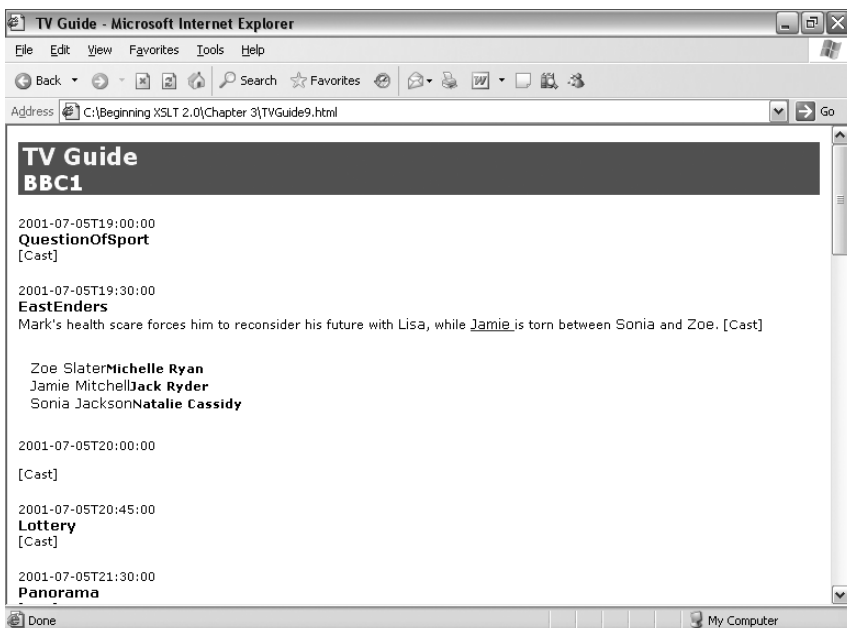 TV Guide - Microsoft Internet Explorer
File Edit View Favorites Tools Help
Back Search Favorites
Address C:\Beginning XSLT 2.0\Chapter 3\TVGuide9.html Go
TV Guide
BBC1
2001-07-05T19:00:00
QuestionOfSport
[Cast]
2001-07-05T19:30:00
EastEnders
Mark's health scare forces him to reconsider his future with Lisa, while Jamie is torn between Sonia and Zoe. [Cast]
Zoe SlaterMichelle Ryan
Jamie MitchellJack Ryder
Sonia JacksonNatalie Cassidy
2001-07-05T20:00:00
[Cast]
2001-07-05T20:45:00
Lottery
[Cast]
2001-07-05T21:30:00
Panorama
Done My Computer